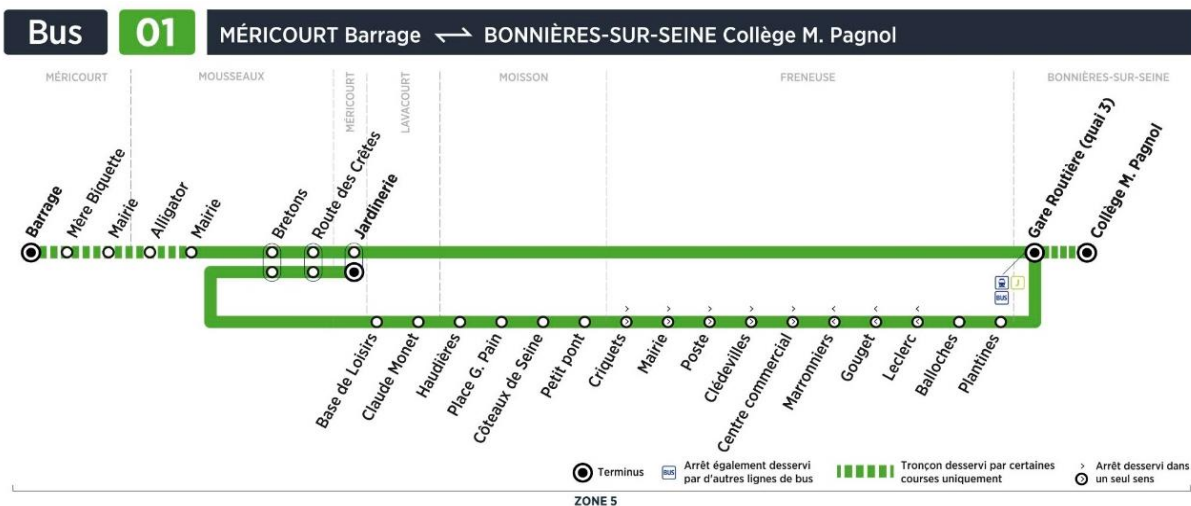 Bus 01 MÉRICOURT Barrage BONNIÈRES-SUR-SEINE Collège M. Pagnol
MÉRICOURT MOUSSEAUX MÉRICOURT LAVACOURT MOISSON FRENEUSE BONNIÈRES-SUR-SEINE
Barrage
Mère Biquette
Mairie
Alligator
Mairie
Bretons
Route des Crêtes
Jardinerie
Gare Routière (quai 3)
Collège M. Pagnol
J
BUS
Base de Loisirs
Claude Monet
Haudières
Place G. Pain
Côteaux de Seine
Petit pont
Criquets
Mairie
Poste
Clédevilles
Centre commercial
Marronniers
Gouget
Leclerc
Balloches
Plantines
Terminus
BUS
Arrêt également desservi
par d'autres lignes de bus
Tronçon desservi par certaines
courses uniquement
Arrêt desservi dans
un seul sens
ZONE 5